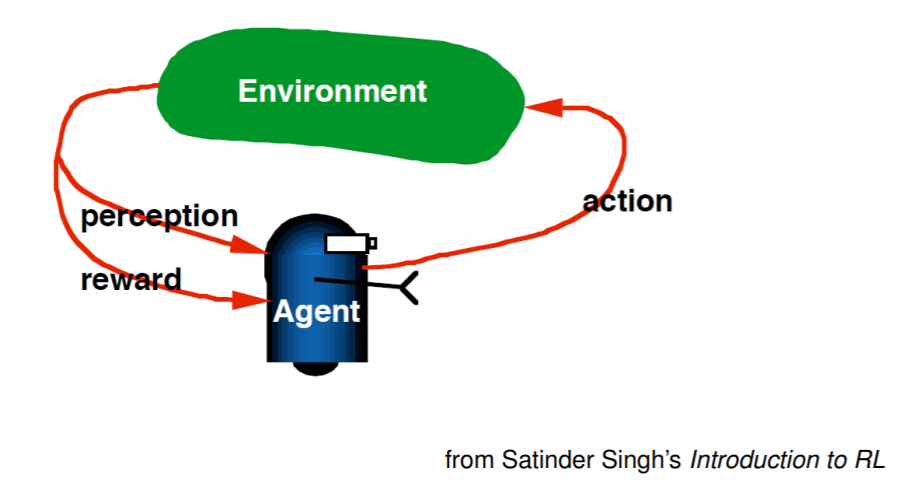 Environment
perception
action
reward
Agent
from Satinder Singh's Introduction to RL